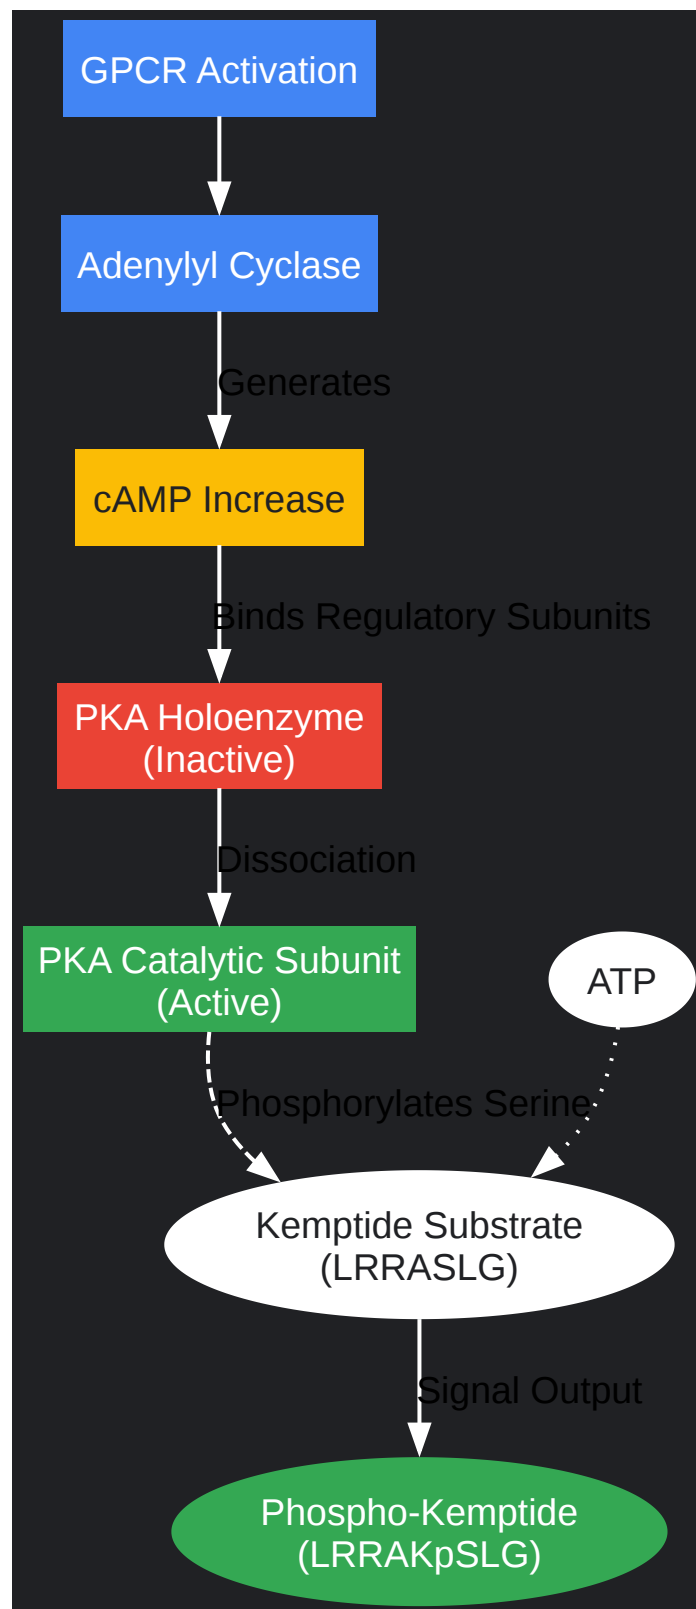 GPCR Activation
Adenylyl Cyclase
Generates
cAMP Increase
Binds Regulatory Subunits
PKA Holoenzyme
(Inactive)
Dissociation
PKA Catalytic Subunit
(Active)
ATP
Phosphorylates Serine
Kemptide Substrate
(LRRASLG)
Signal Output
Phospho-Kemptide
(LRRAKpSLG)